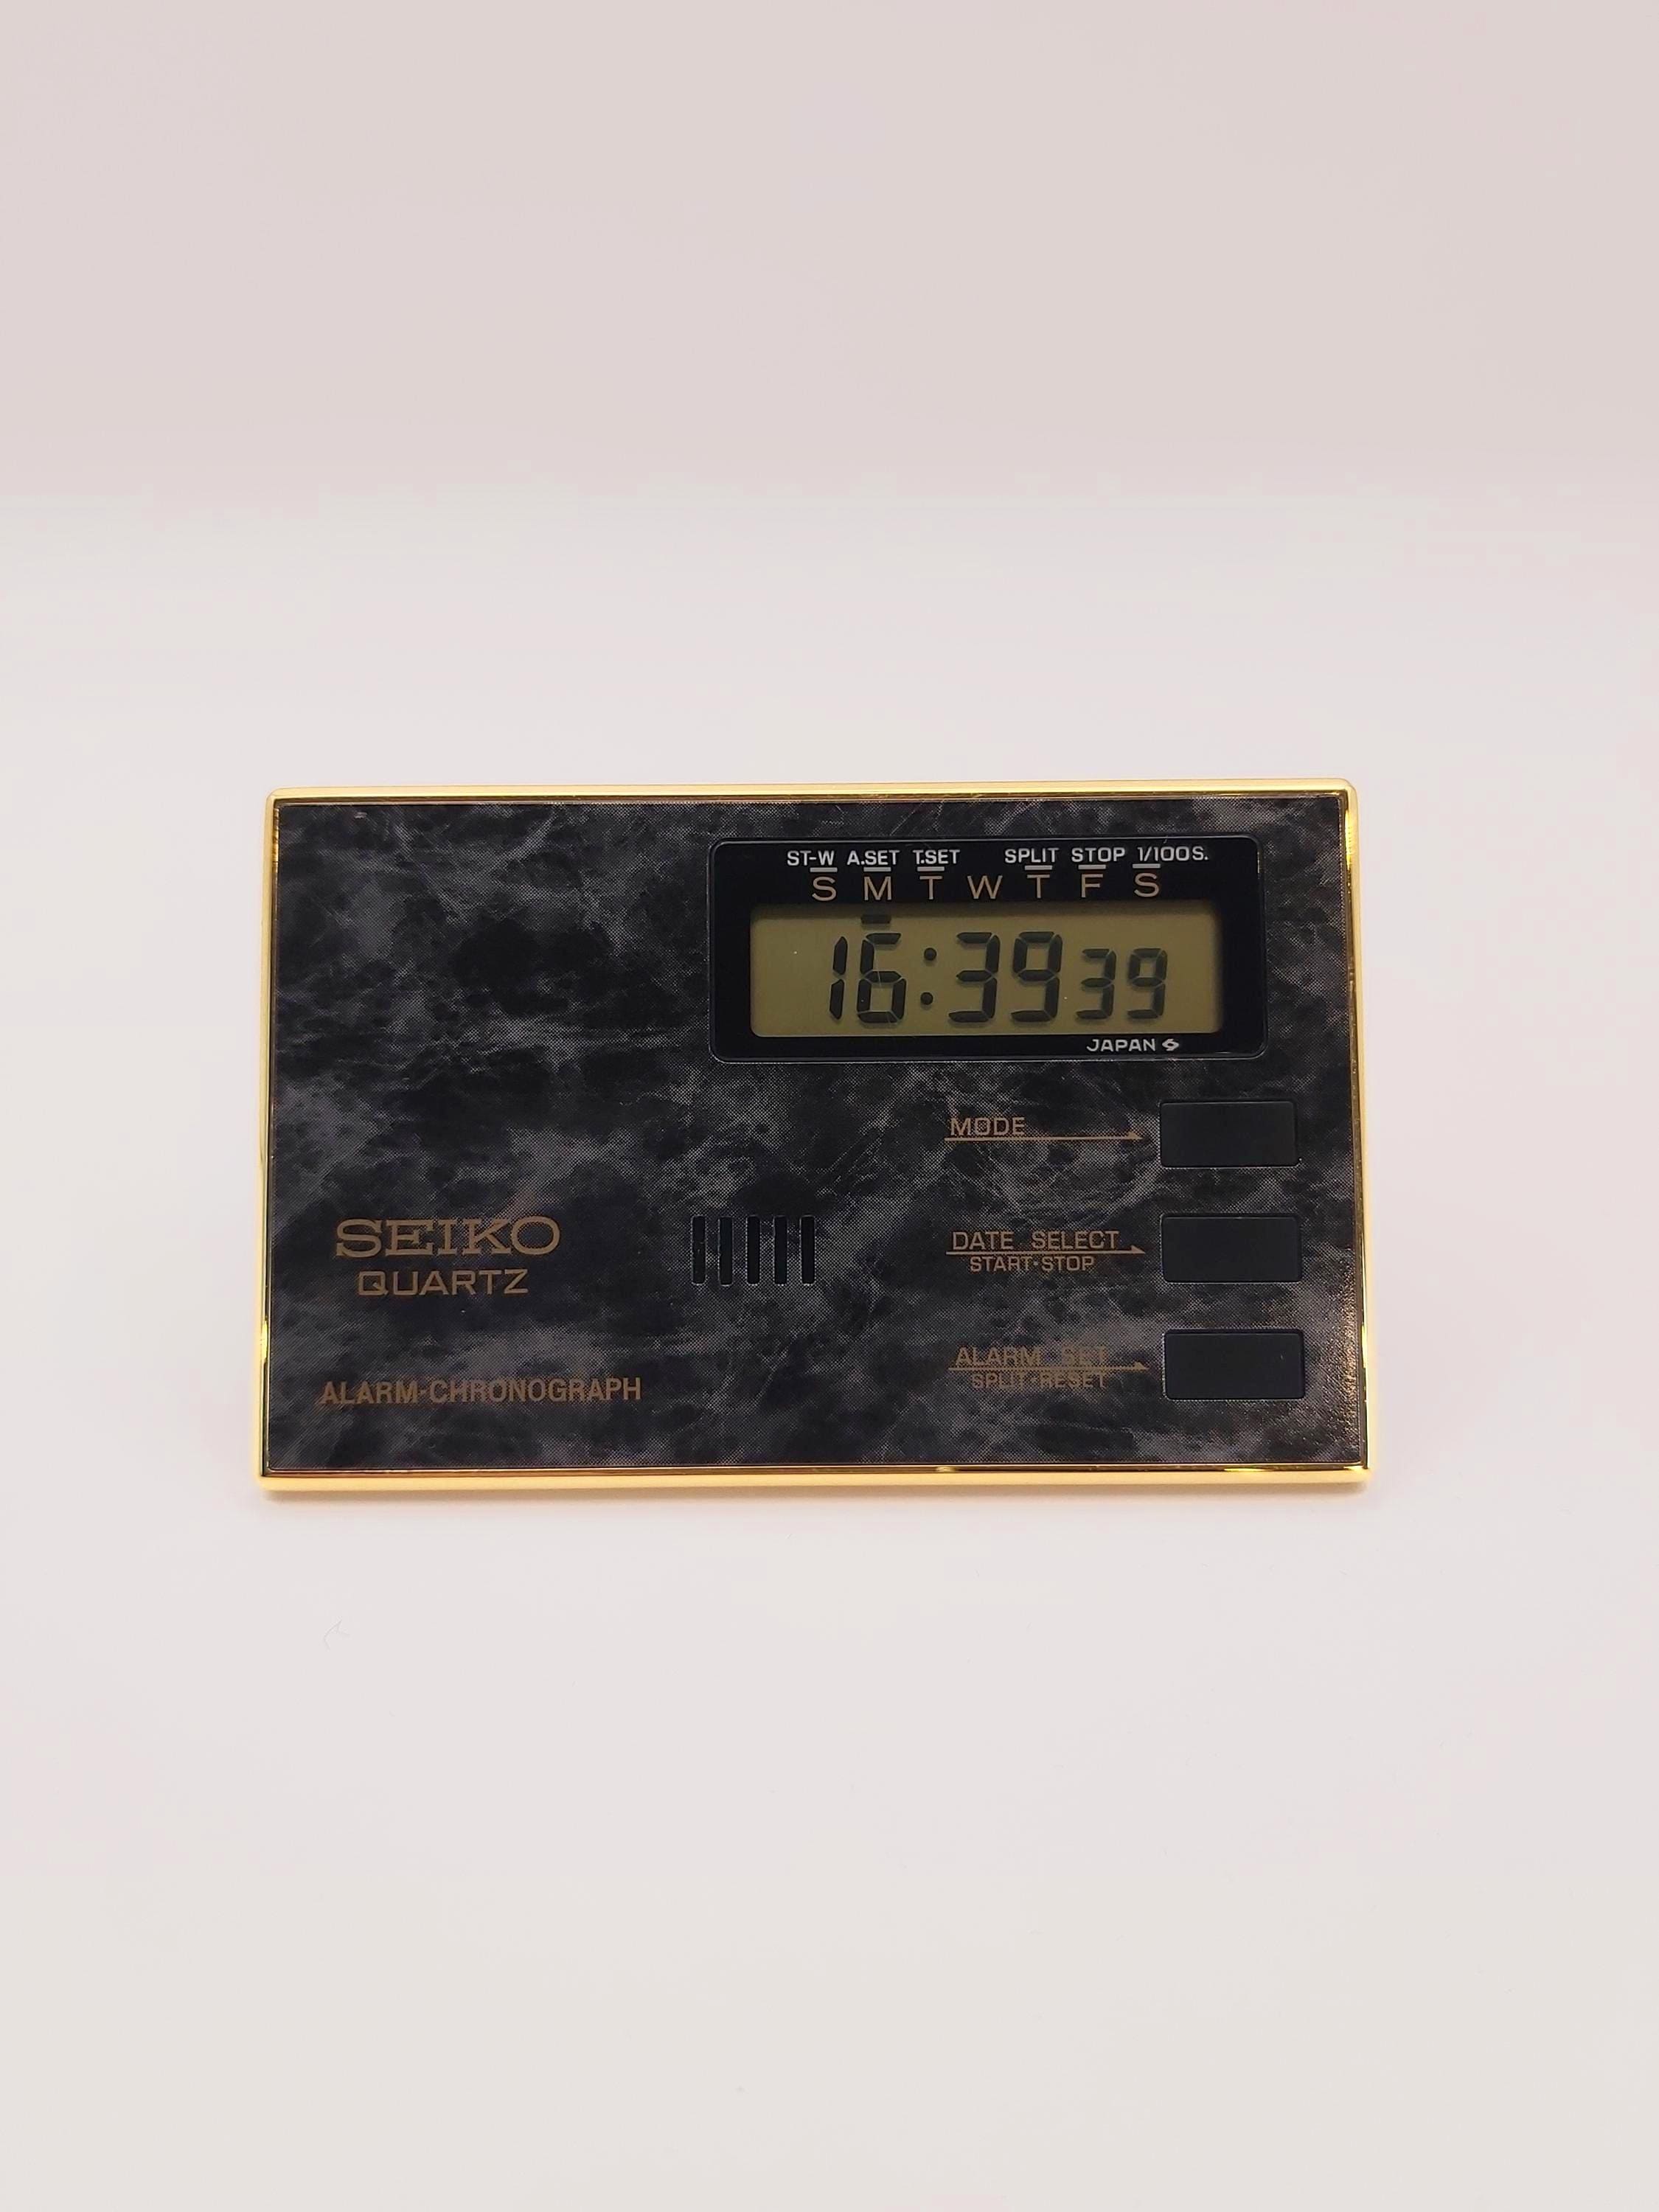 ST-W A.SET T.SET SPLIT STOP 1/100S.
S M T W T F S
16:39 39
JAPAN
MODE
SEIKO
QUARTZ
DATE SELECT
START·STOP
ALARM SET
SPLIT·RESET
ALARM·CHRONOGRAPH